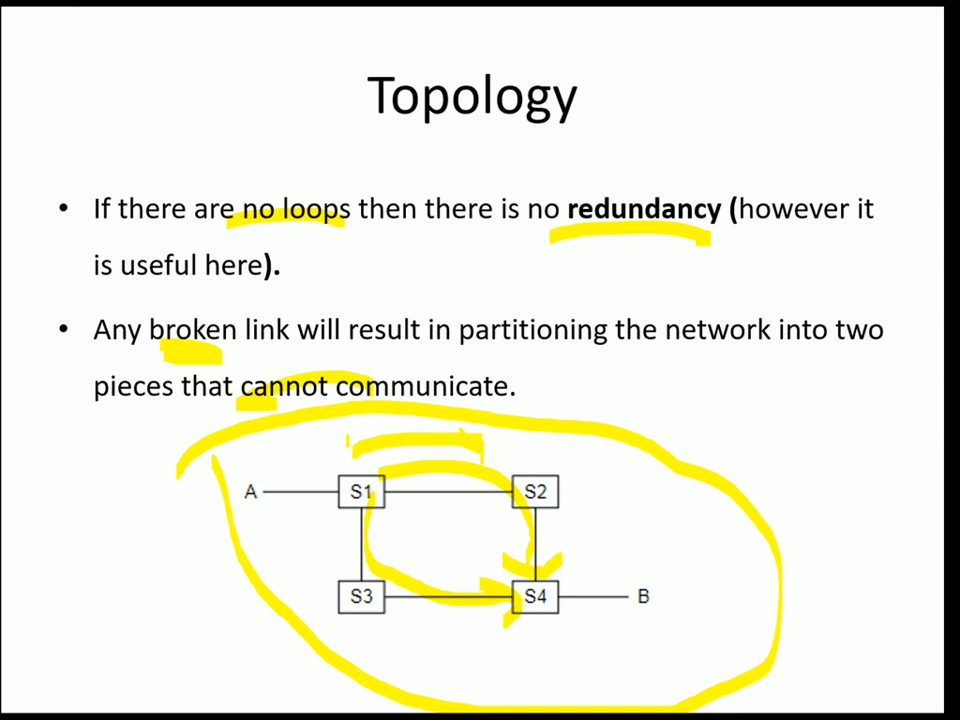 Topology
• If there are no loops then there is no redundancy (however it
is useful here).
• Any broken link will result in partitioning the network into two
pieces that cannot communicate.
A S1 S2
S3 S4 B